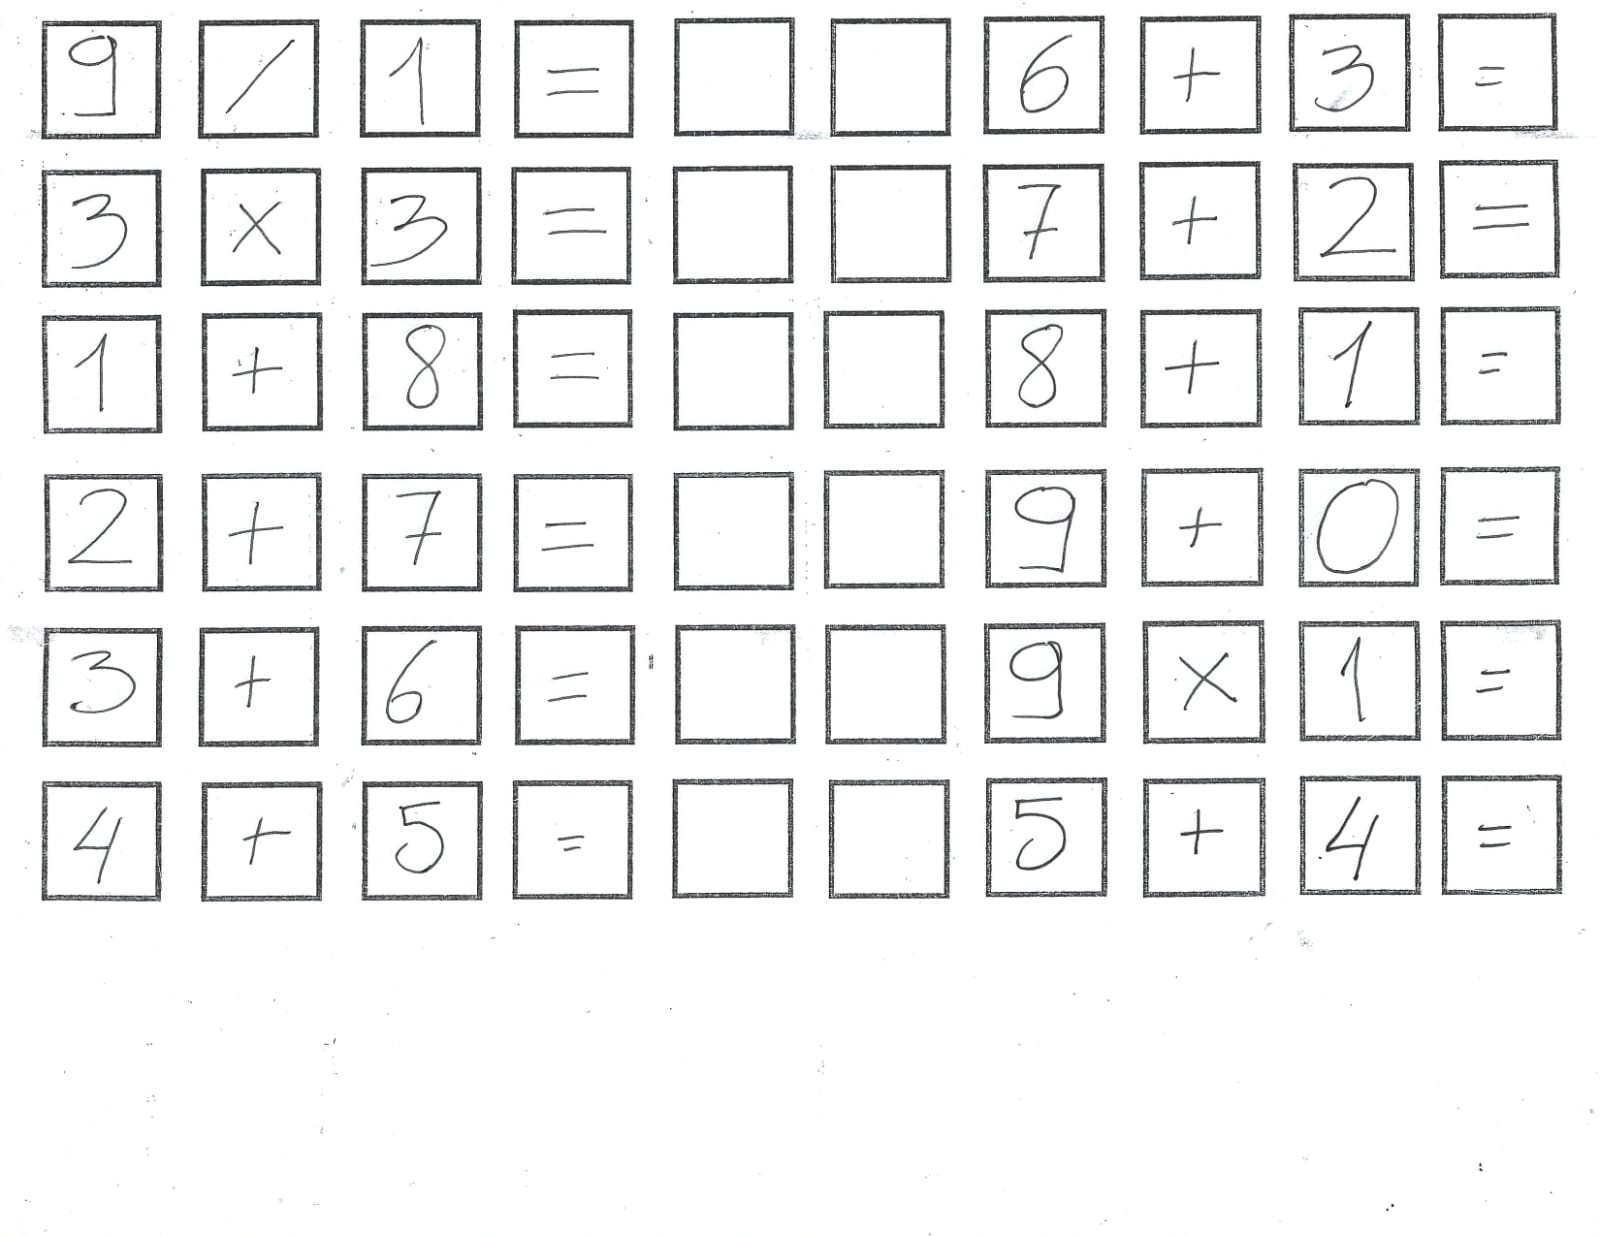 9 / 1 = 6 + 3 =
3 x 3 = 7 + 2 =
1 + 8 = 8 + 1 =
2 + 7 = 9 + 0 =
3 + 6 = 9 x 1 =
4 + 5 = 5 + 4 =